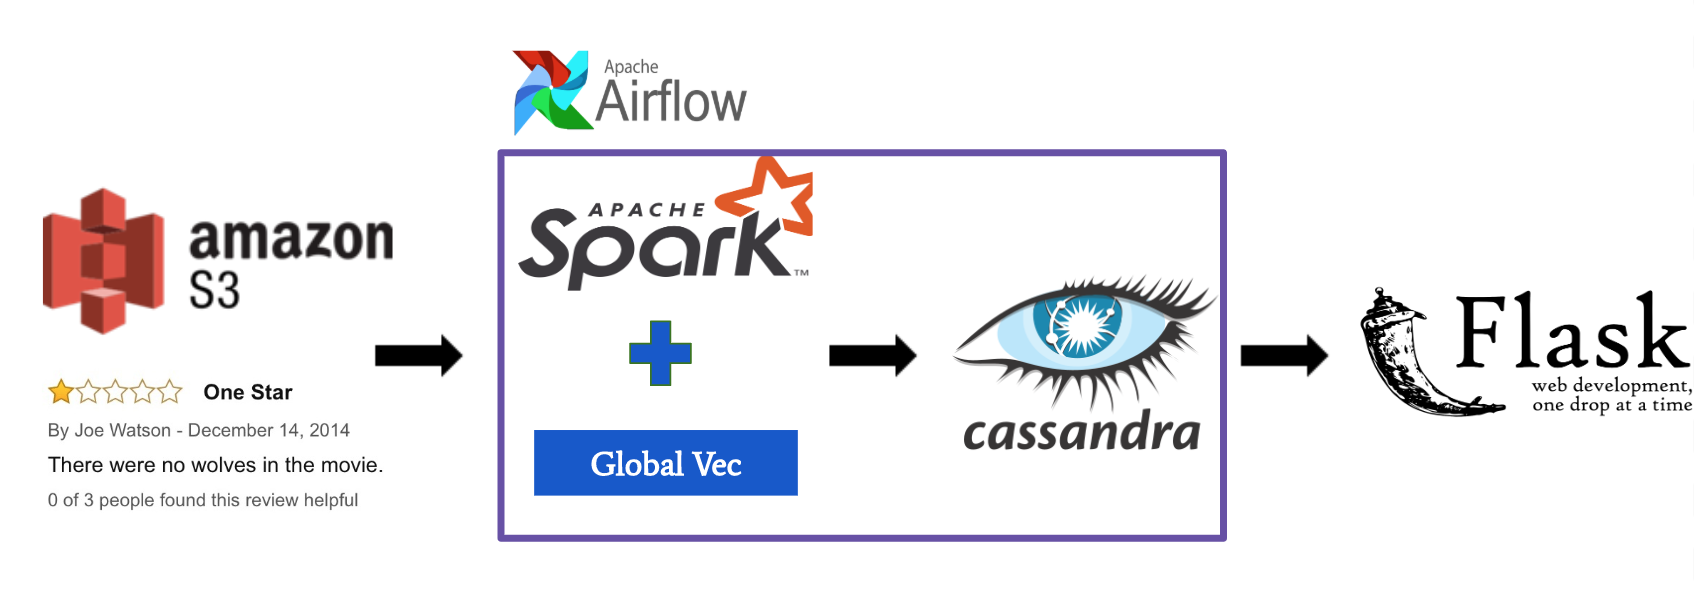 Apache
Airflow
amazon
S3
One Star
By Joe Watson - December 14, 2014
There were no wolves in the movie.
0 of 3 people found this review helpful
APACHE
Spark™
Global Vec
cassandra
Flask
web development,
one drop at a time